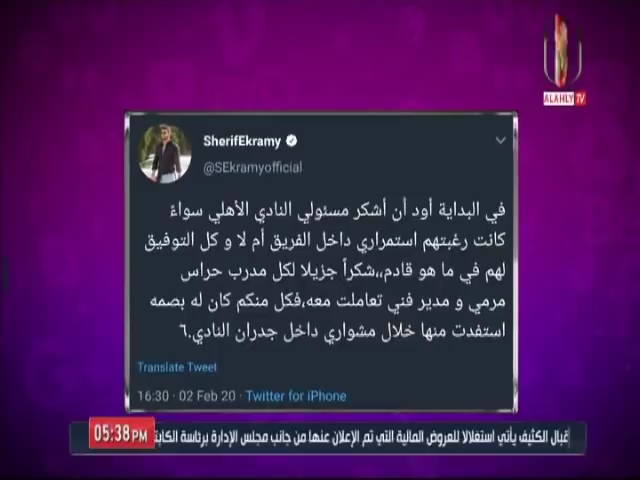 ALAHLY TV
SherifEkramy
@SEkramyofficial
في البداية أود أن أشكر مسئولي النادي الأهلي سواءً
كانت رغبتهم استمراري داخل الفريق أم لا و كل التوفيق
لهم في ما هو قادم،،شكراً جزيلا لكل مدرب حراس
مرمي و مدير فني تعاملت معه،فكل منكم كان له بصمه
استفدت منها خلال مشواري داخل جدران النادي.٦
Translate Tweet
16:30 · 02 Feb 20 · Twitter for iPhone
05:38 PM
إقبال الكثيف يأتي استغلالا للعروض المالية التي تم الإعلان عنها من جانب مجلس الإدارة برئاسة الكابت